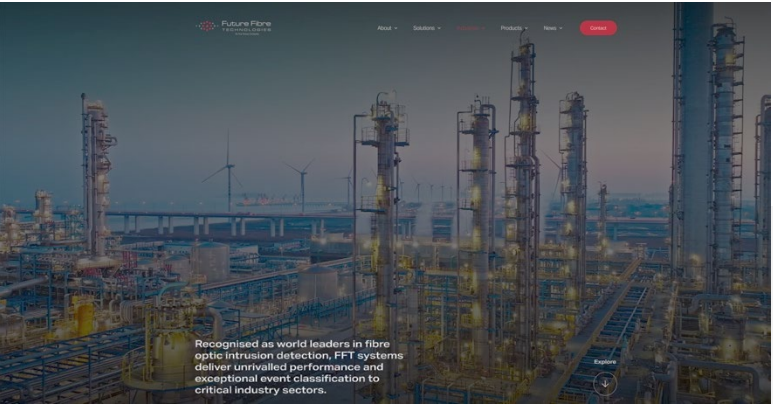 Future Fibre
TECHNOLOGIES
About
Solutions
Products
News
Contact
Recognised as world leaders in fibre
optic intrusion detection, FFT systems
deliver unrivalled performance and
exceptional event classification to
critical industry sectors.
Explore